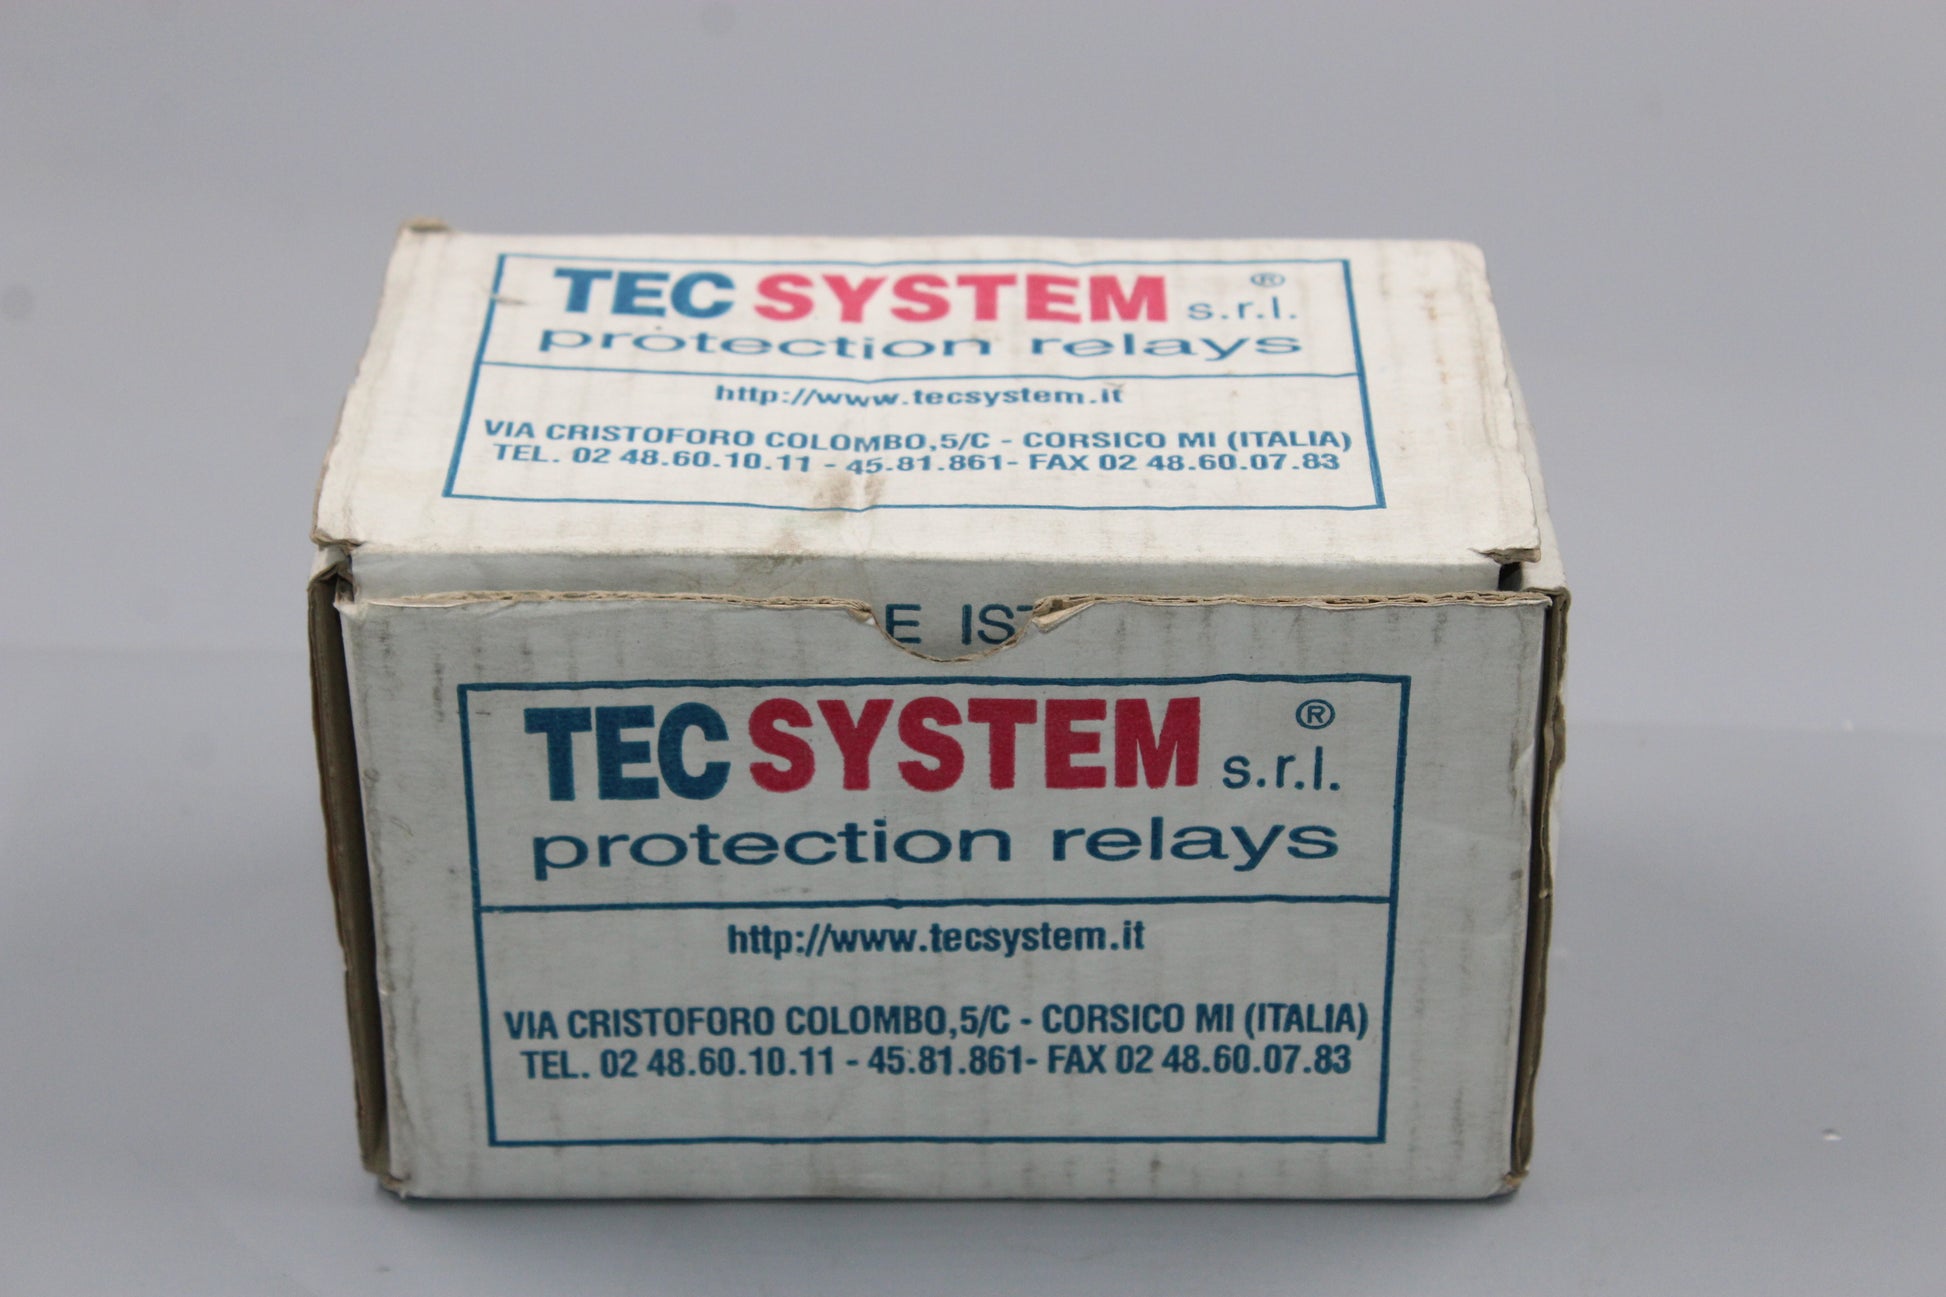 TEC SYSTEM s.r.l. ®
protection relays
http://www.tecsystem.it
VIA CRISTOFORO COLOMBO,5/C - CORSICO MI (ITALIA)
TEL. 02 48.60.10.11 - 45.81.861- FAX 02 48.60.07.83
E IST
TEC SYSTEM s.r.l. ®
protection relays
http://www.tecsystem.it
VIA CRISTOFORO COLOMBO,5/C - CORSICO MI (ITALIA)
TEL. 02 48.60.10.11 - 45.81.861- FAX 02 48.60.07.83